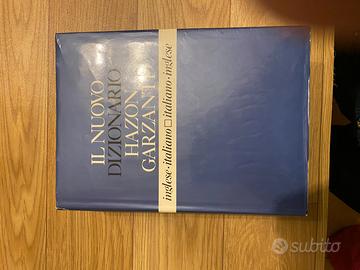 IL NUOVO
DIZIONARIO
HAZON
GARZANTI
inglese·italiano□italiano·inglese
subito